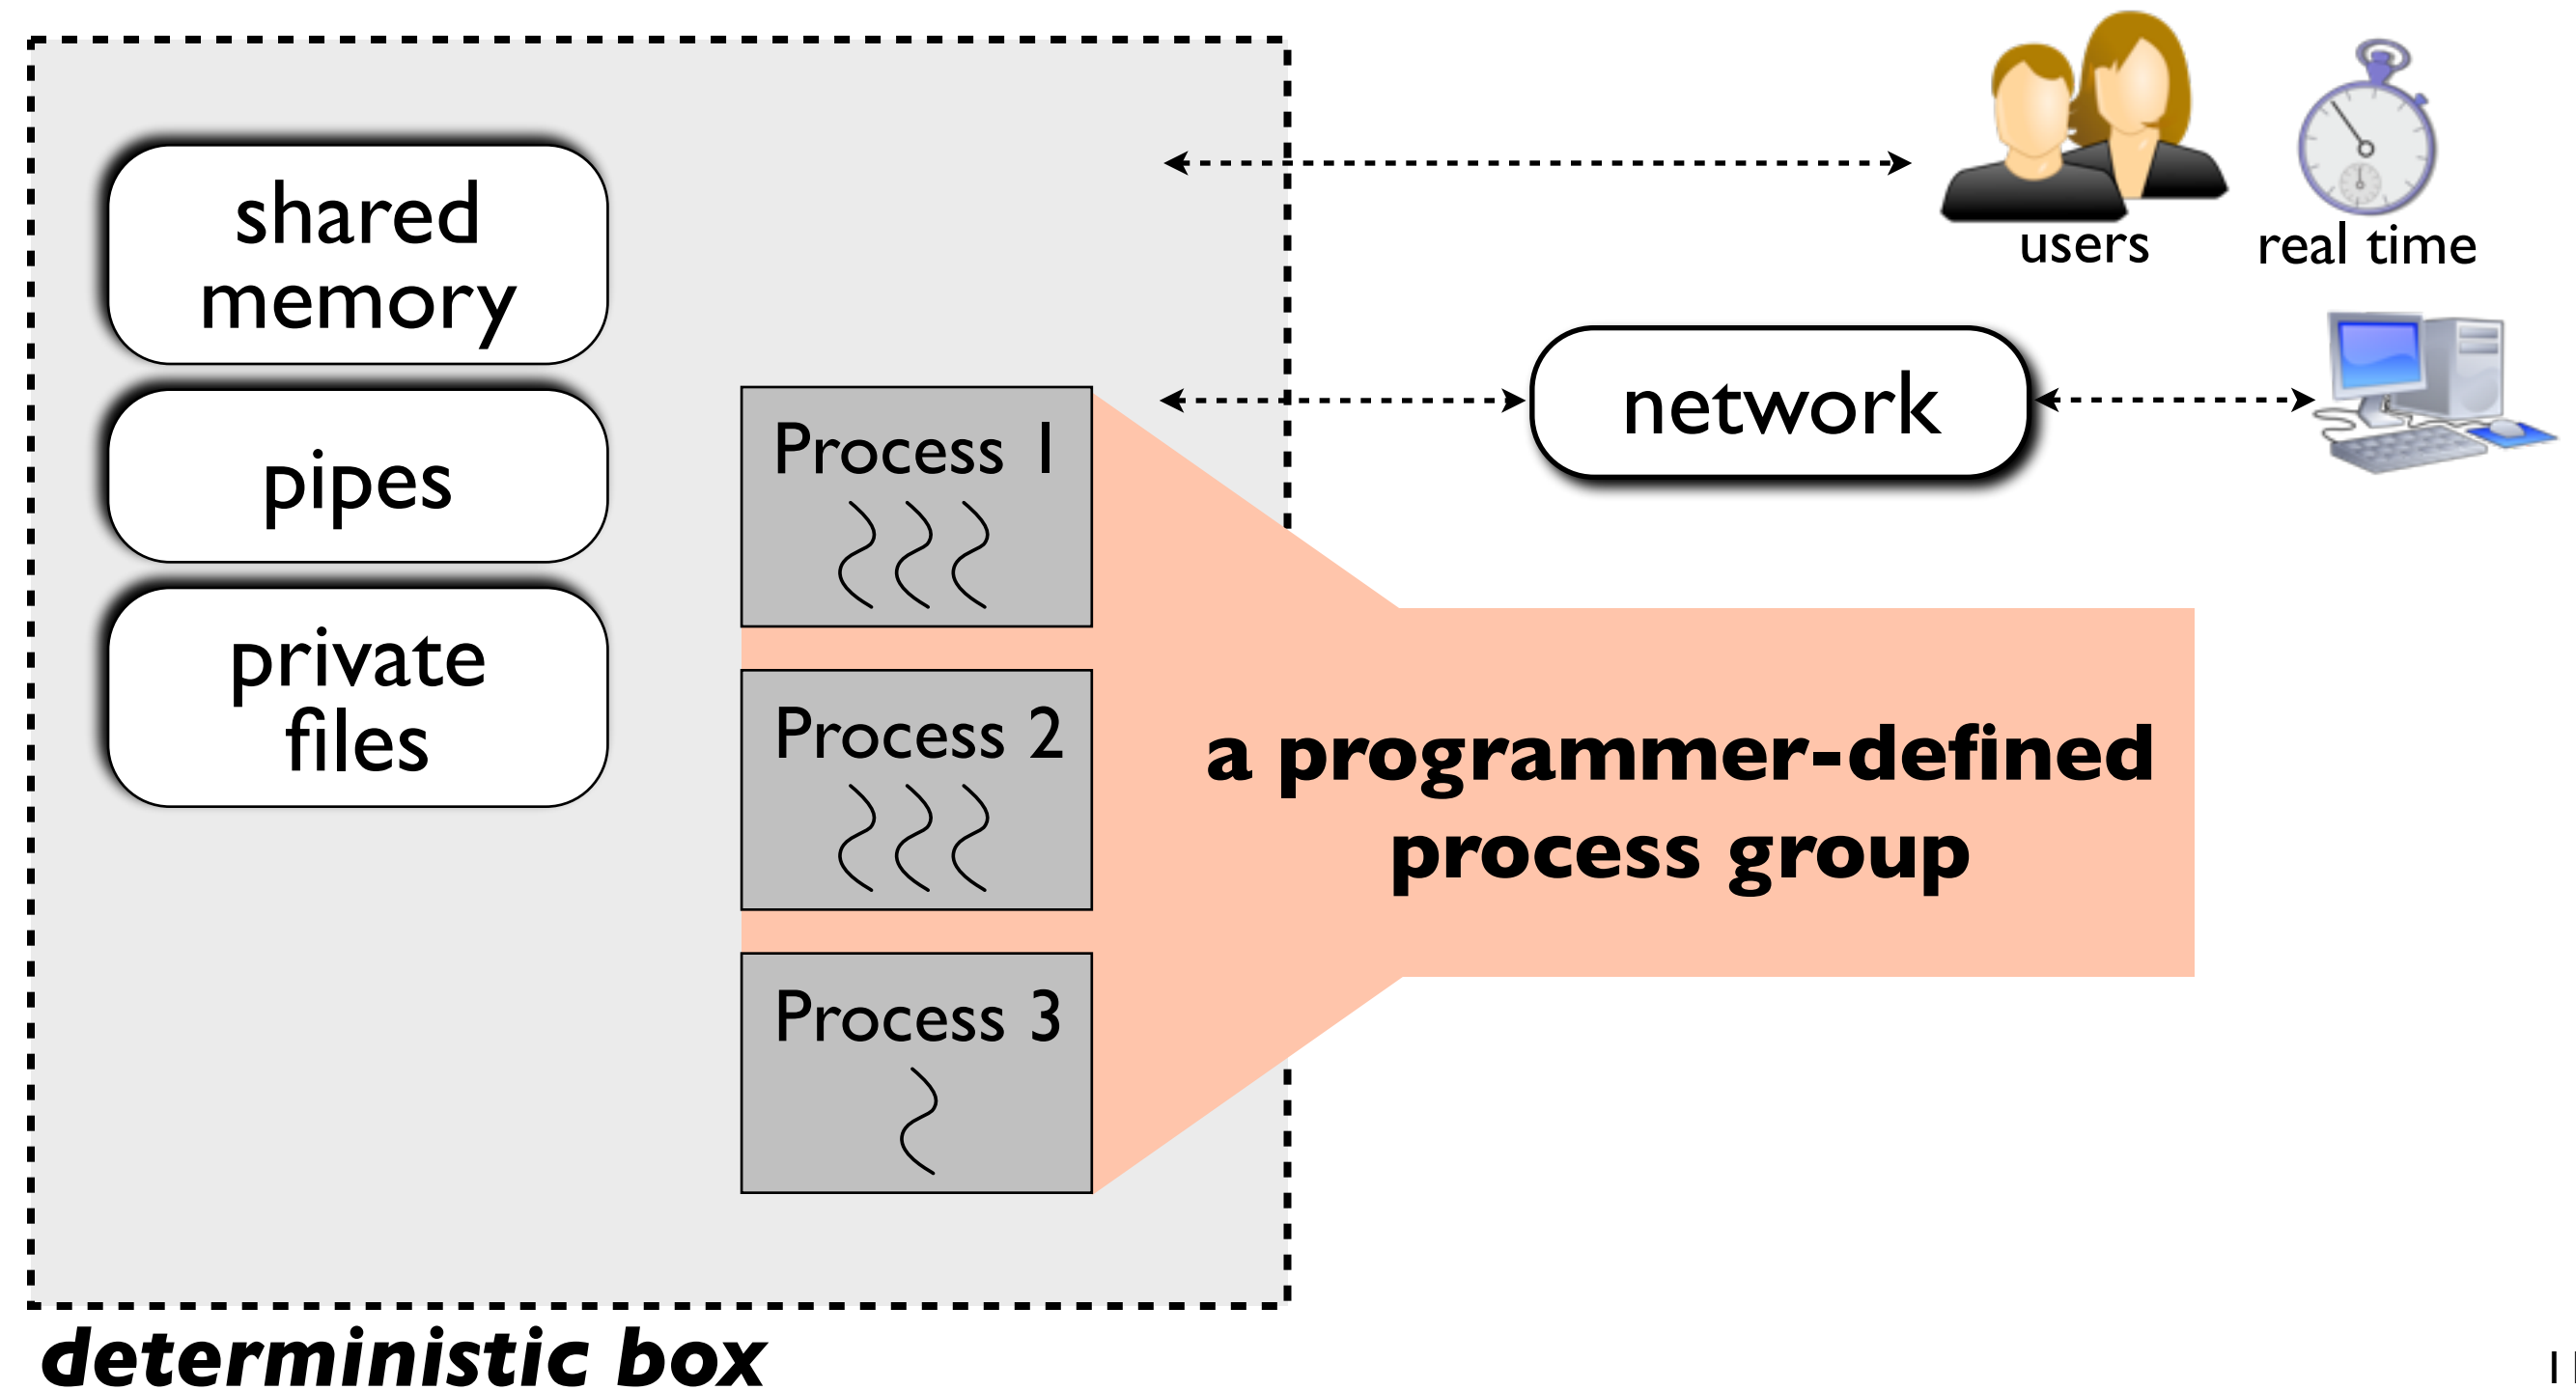 shared
memory
pipes
private
files
Process 1
Process 2
Process 3
users
real time
network
a programmer-defined
process group
deterministic box